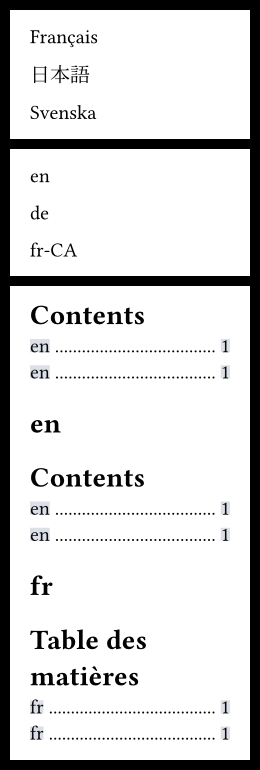 Français
日本語
Svenska
en
de
fr-CA
Contents
en ..................................... 1
en ..................................... 1
en
Contents
en ..................................... 1
en ..................................... 1
fr
Table des
matières
fr ...................................... 1
fr ...................................... 1